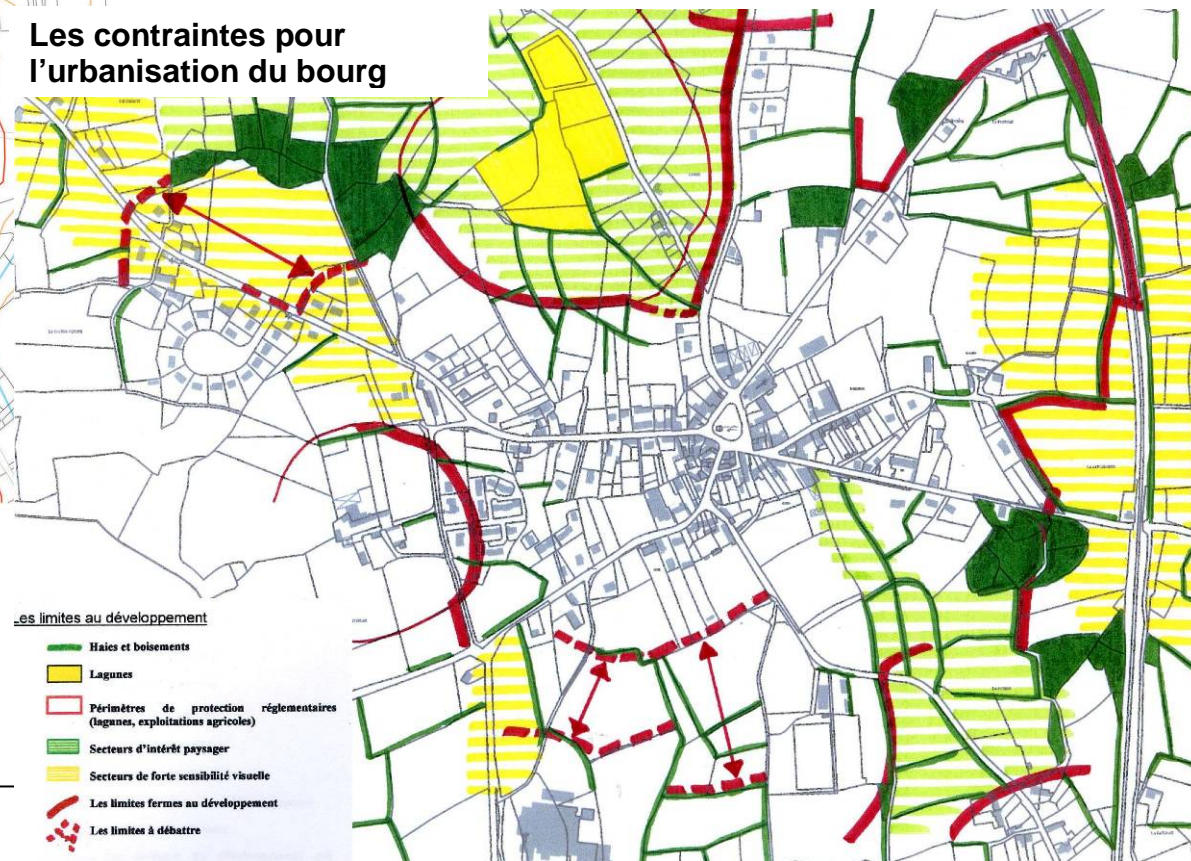 Les contraintes pour
l'urbanisation du bourg
Les limites au développement
Haies et boisements
Lagunes
Périmètres de protection réglementaires
(lagunes, exploitations agricoles)
Secteurs d'intérêt paysager
Secteurs de forte sensibilité visuelle
Les limites fermes au développement
Les limites à débattre